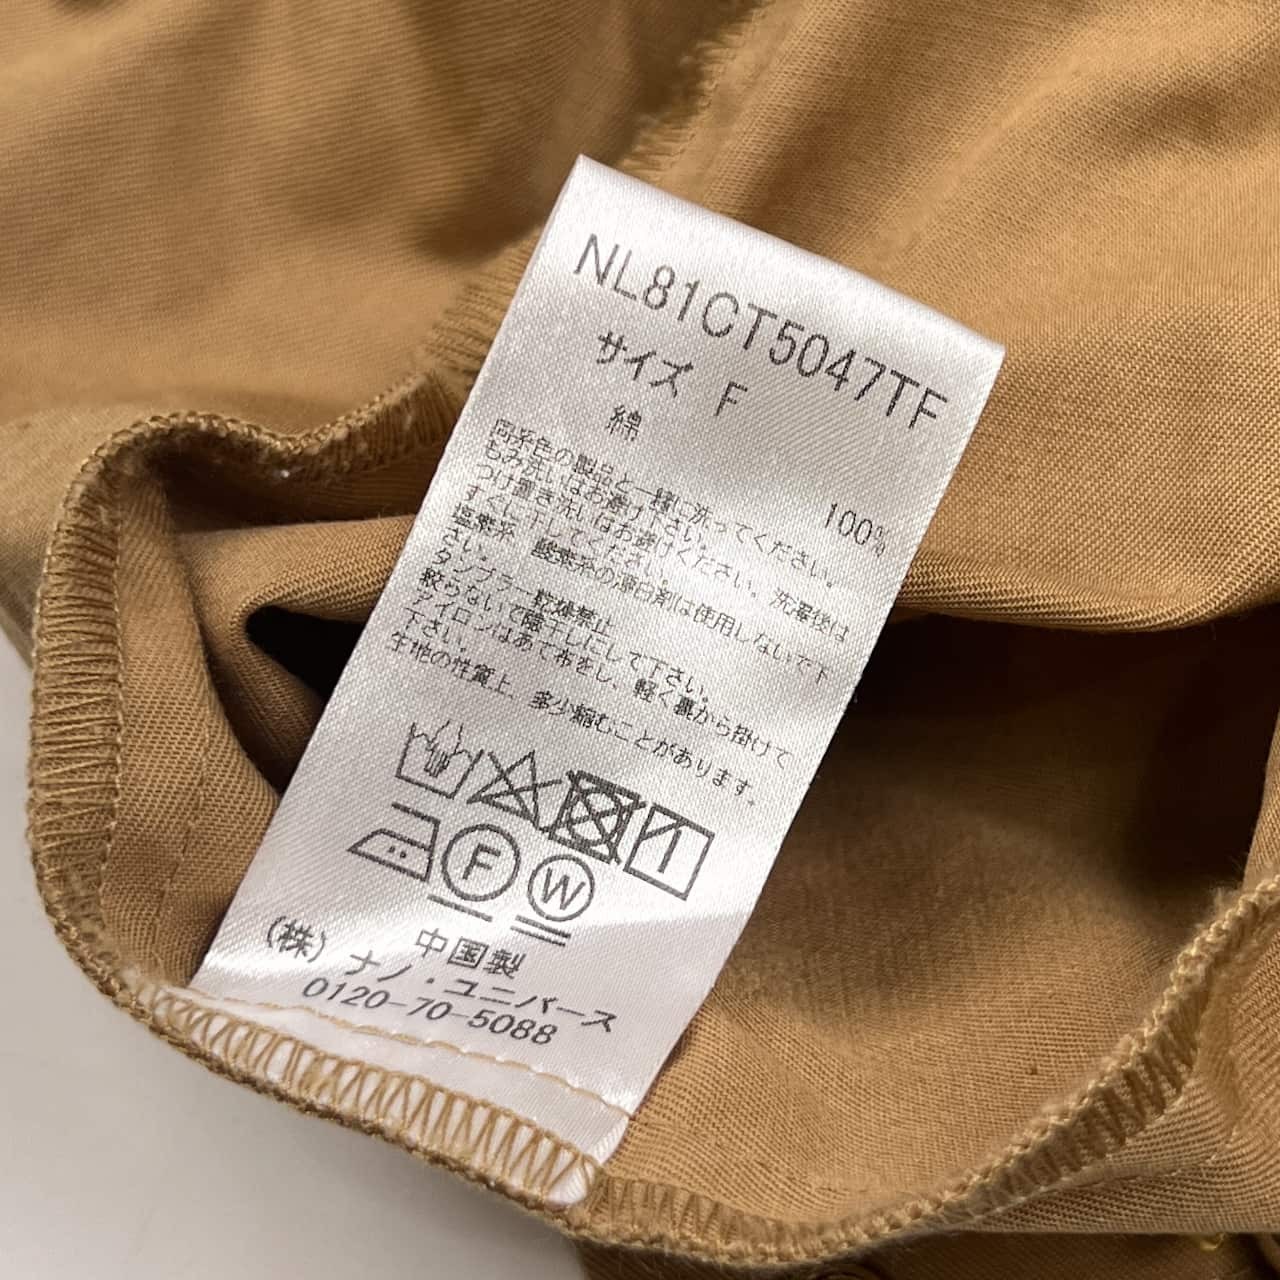 NL81CT5047TF
サイズ F
綿 100%
同系色の製品と一緒に洗ってください。
もみ洗いはお避け下さい。
つけ置き洗いはお避けください。洗濯後は
すぐに干してください。
塩素系、酸素系の漂白剤は使用しないで下
さい。
タンブラー乾燥禁止
絞らないで陰干しにして下さい。
アイロンはあて布をし、軽く裏から掛けて
下さい。
生地の性質上、多少縮むことがあります。
F W
中国製
(株) ナノ・ユニバース
0120-70-5088